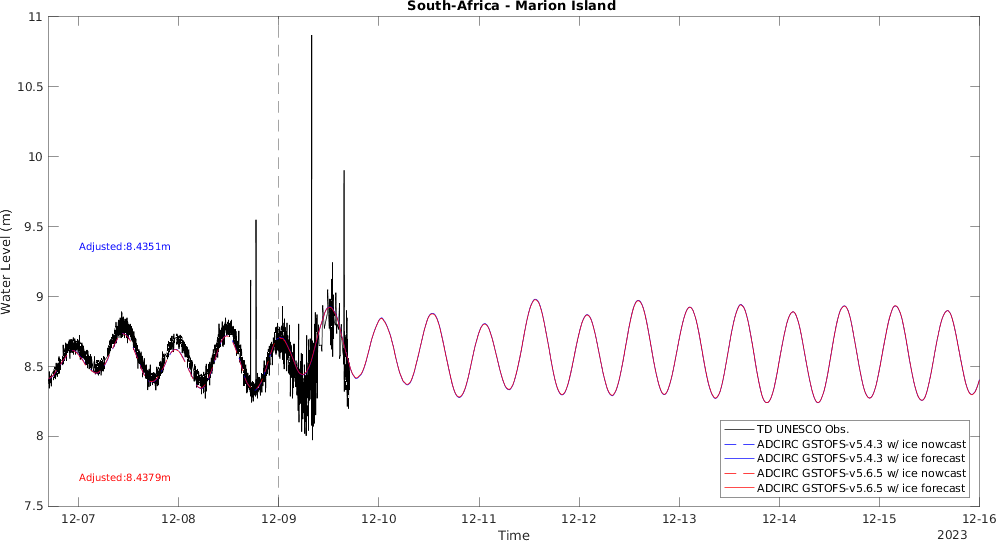 South-Africa - Marion Island
11
10.5
10
9.5
9
8.5
8
7.5
Water Level (m)
Adjusted:8.4351m
Adjusted:8.4379m
TD UNESCO Obs.
ADCIRC GSTOFS-v5.4.3 w/ ice nowcast
ADCIRC GSTOFS-v5.4.3 w/ ice forecast
ADCIRC GSTOFS-v5.6.5 w/ ice nowcast
ADCIRC GSTOFS-v5.6.5 w/ ice forecast
12-07 12-08 12-09 12-10 12-11 12-12 12-13 12-14 12-15 12-16
Time
2023